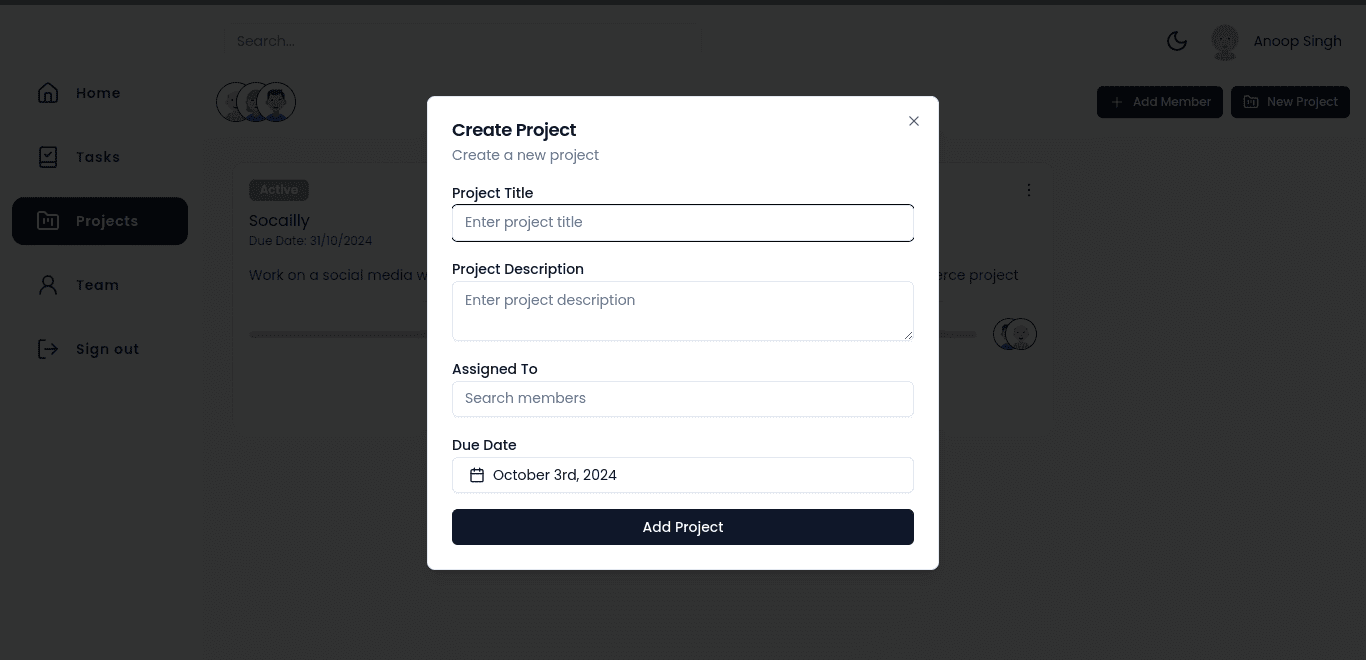 Search...
Anoop Singh
Home
Tasks
Projects
Team
Sign out
Add Member
New Project
Active
Socailly
Due Date: 31/10/2024
Work on a social media w
erce project
Create Project
Create a new project
Project Title
Enter project title
Project Description
Enter project description
Assigned To
Search members
Due Date
October 3rd, 2024
Add Project